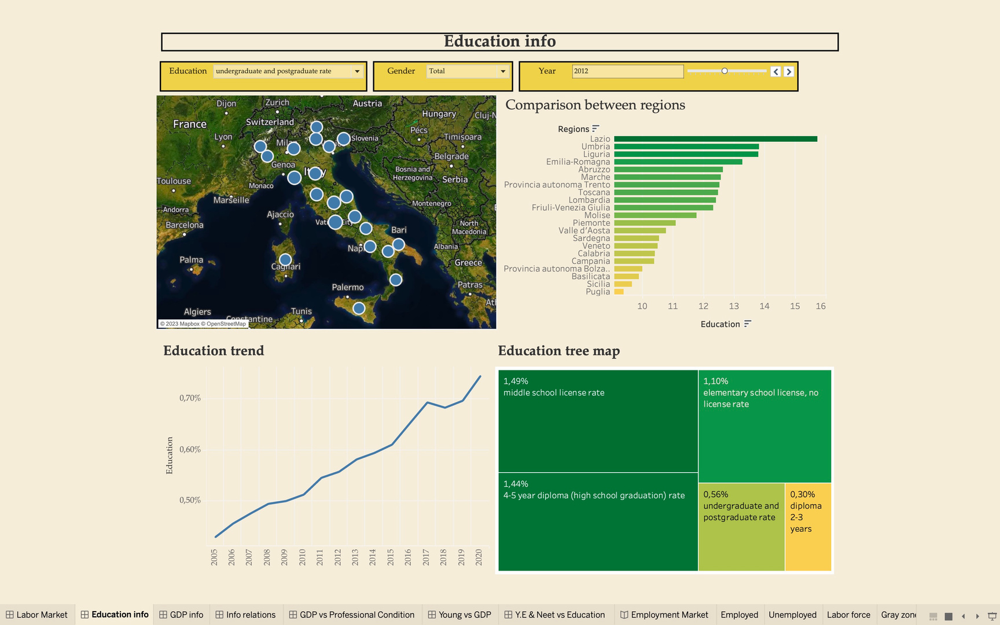 Education info
Education
undergraduate and postgraduate rate
Gender
Total
Year
2012
Dijon
Zurich
Austria
France
Switzerland
Hungary
Lyon
Pécs
Timişoara
Slovenia
Belgrade
Genoa
Bosnia and
Herzegovina
Serbia
Toulouse
Monaco
Marseille
Montenegro
Andorra
Ajaccio
Barcelona
North
Macedonia
Bari
Albania
Greece
Palma
Cagliari
Palermo
Patras
Algiers
Constantine
Tunis
© 2023 Mapbox © OpenStreetMap
Comparison between regions
Regions
Lazio
Umbria
Liguria
Emilia-Romagna
Abruzzo
Marche
Provincia autonoma Trento
Toscana
Lombardia
Friuli-Venezia Giulia
Molise
Piemonte
Valle d'Aosta
Sardegna
Veneto
Calabria
Campania
Provincia autonoma Bolza..
Basilicata
Sicilia
Puglia
10 11 12 13 14 15 16
Education
Education trend
0,70%
0,60%
0,50%
Education
2005 2006 2007 2008 2009 2010 2011 2012 2013 2014 2015 2016 2017 2018 2019 2020
Education tree map
1,49%
middle school license rate
1,10%
elementary school license, no
license rate
1,44%
4-5 year diploma (high school graduation) rate
0,56%
undergraduate and
postgraduate rate
0,30%
diploma
2-3
years
Labor Market
Education info
GDP info
Info relations
GDP vs Professional Condition
Young vs GDP
Y.E & Neet vs Education
Employment Market
Employed
Unemployed
Labor force
Gray